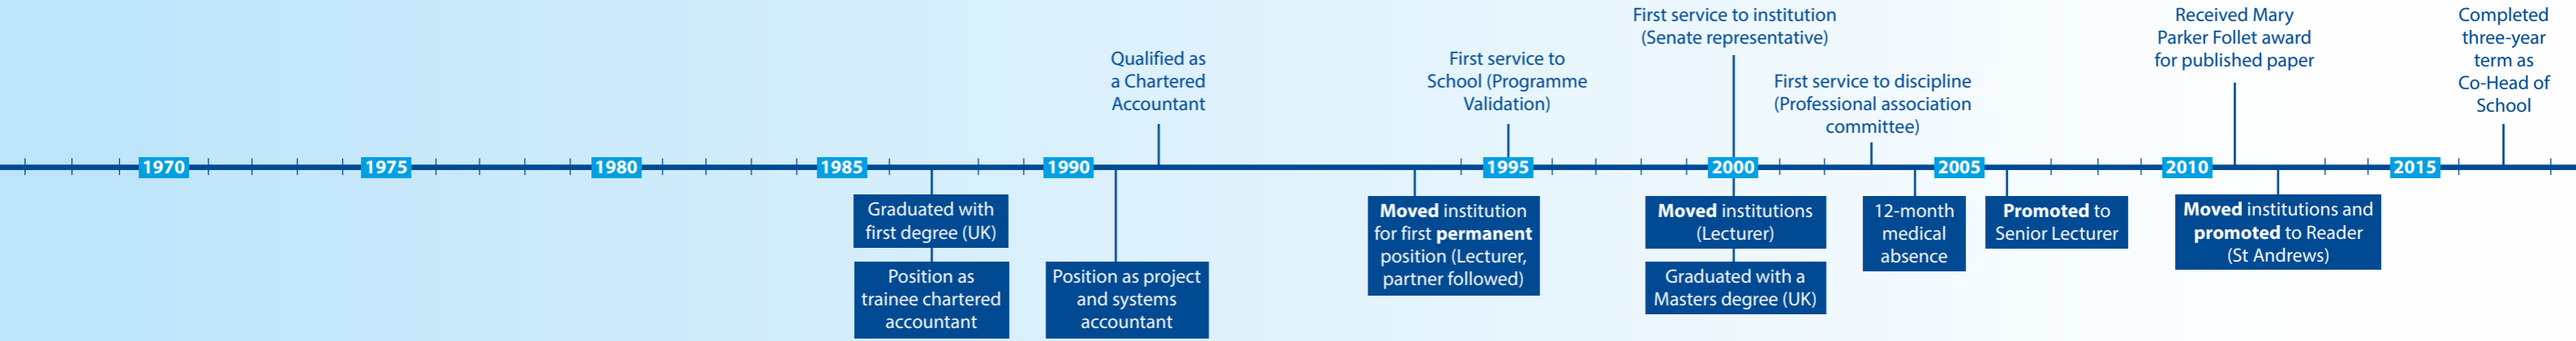 First service to institution
(Senate representative)
Received Mary
Parker Follet award
for published paper
Completed
three-year
term as
Co-Head of
School
Qualified as
a Chartered
Accountant
First service to
School (Programme
Validation)
First service to discipline
(Professional association
committee)
1970
1975
1980
1985
1990
1995
2000
2005
2010
2015
Graduated with
first degree (UK)
Position as
trainee chartered
accountant
Position as project
and systems
accountant
Moved institution
for first permanent
position (Lecturer,
partner followed)
Moved institutions
(Lecturer)
Graduated with a
Masters degree (UK)
12-month
medical
absence
Promoted to
Senior Lecturer
Moved institutions and
promoted to Reader
(St Andrews)